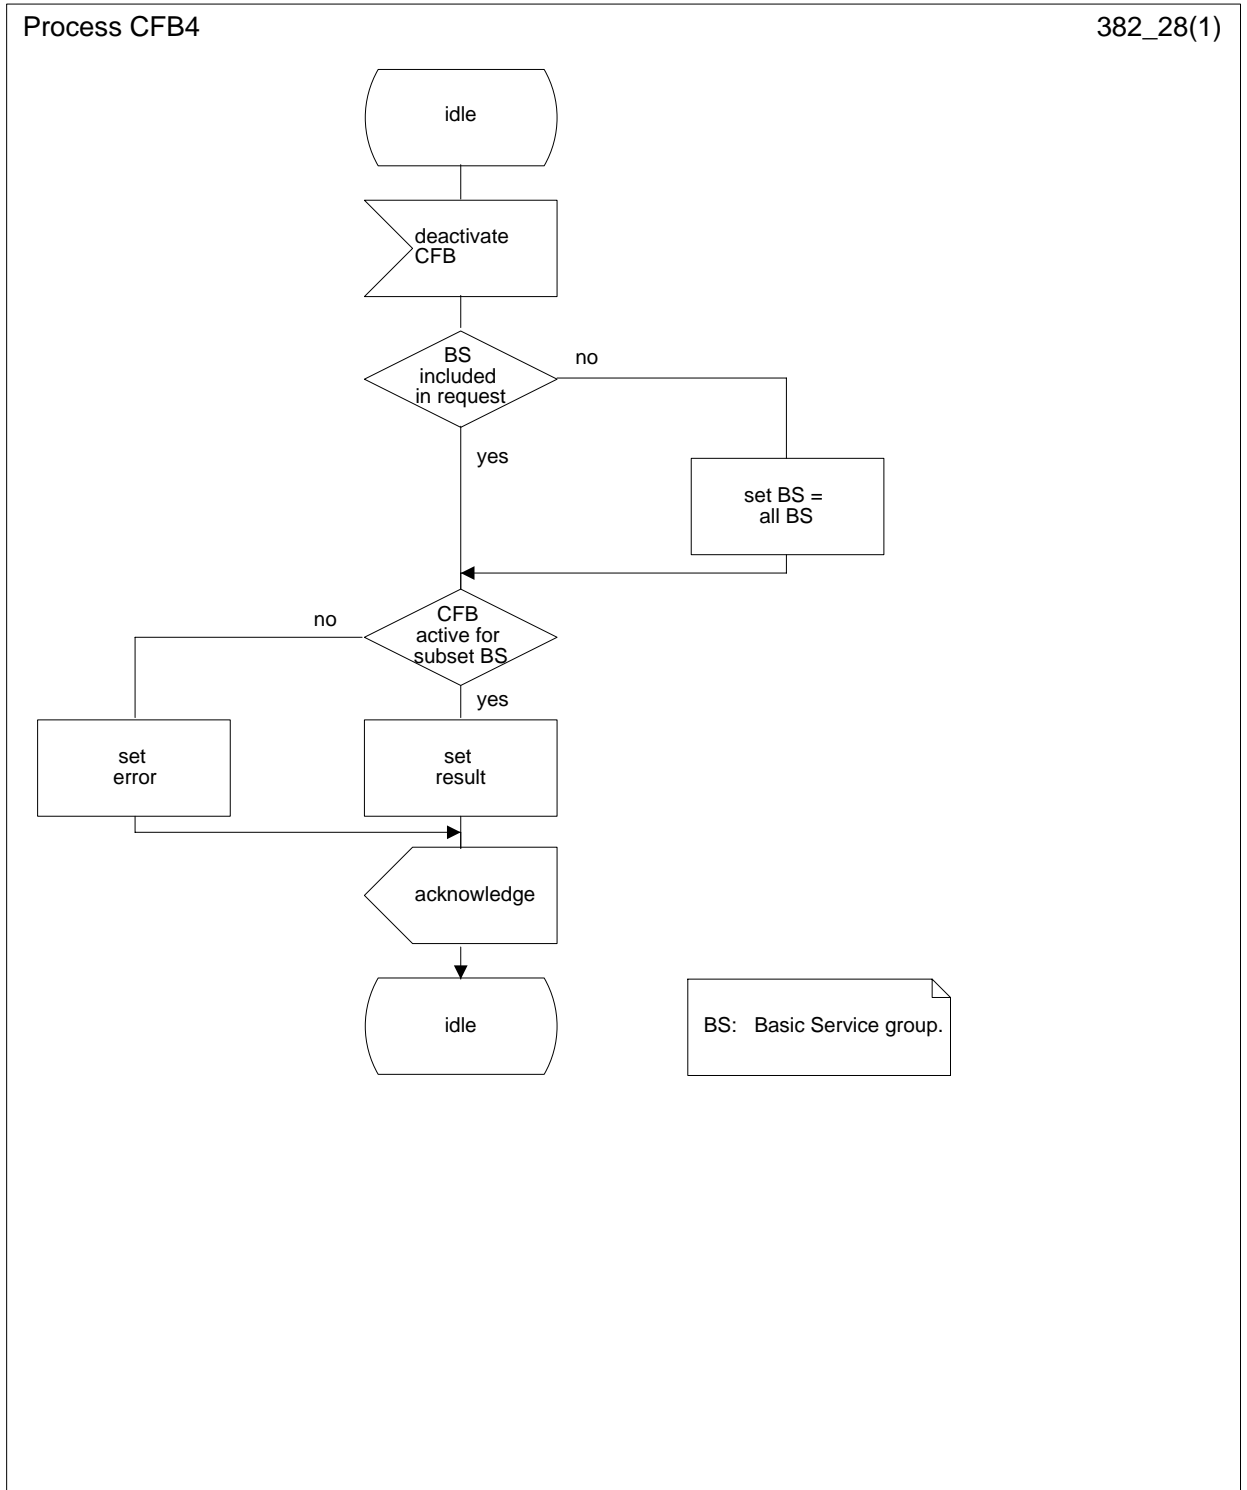 Process CFB4
382_28(1)
idle
deactivate
CFB
BS
included
in request
no
yes
set BS =
all BS
CFB
active for
subset BS
no
yes
set
error
set
result
acknowledge
idle
BS: Basic Service group.